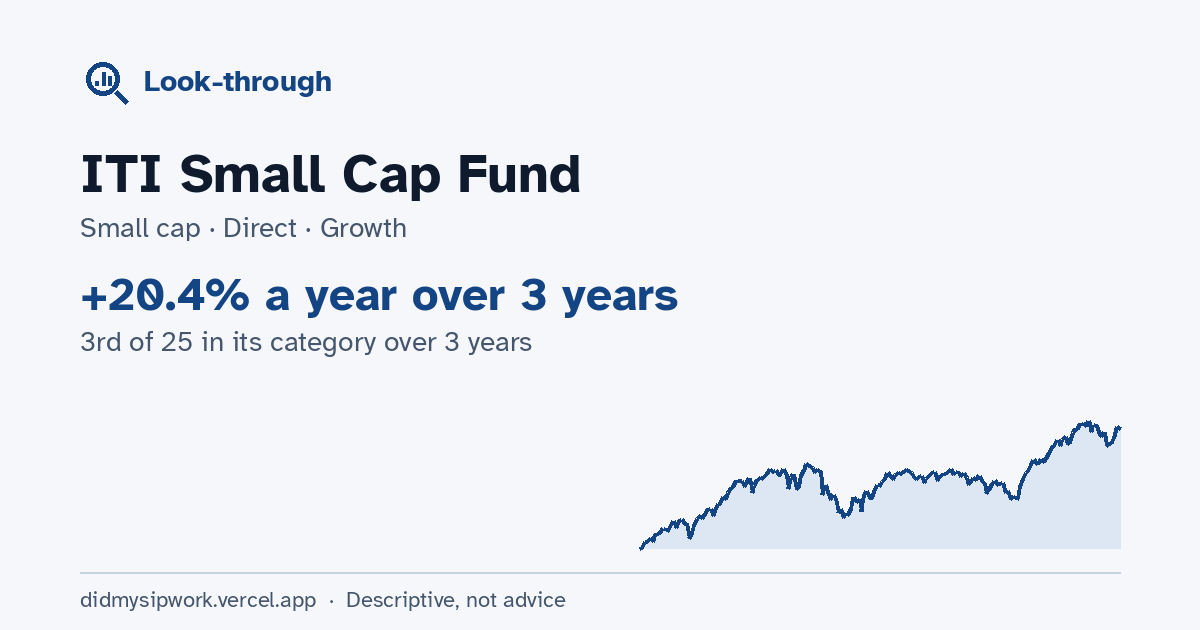 Look-through
ITI Small Cap Fund
Small cap · Direct · Growth
+20.4% a year over 3 years
3rd of 25 in its category over 3 years
didmysipwork.vercel.app · Descriptive, not advice